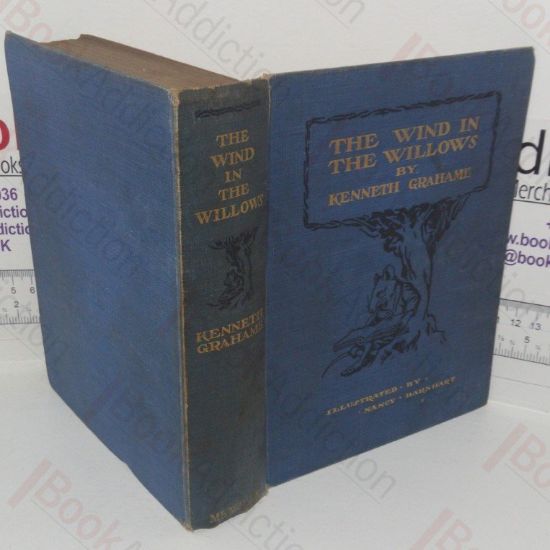 THE
WIND
IN
THE
WILLOWS
KENNETH
GRAHAME
THE WIND IN
THE WILLOWS
BY
KENNETH GRAHAME
ILLUSTRATED · BY ·
NANCY · BARNHART
BookAddiction